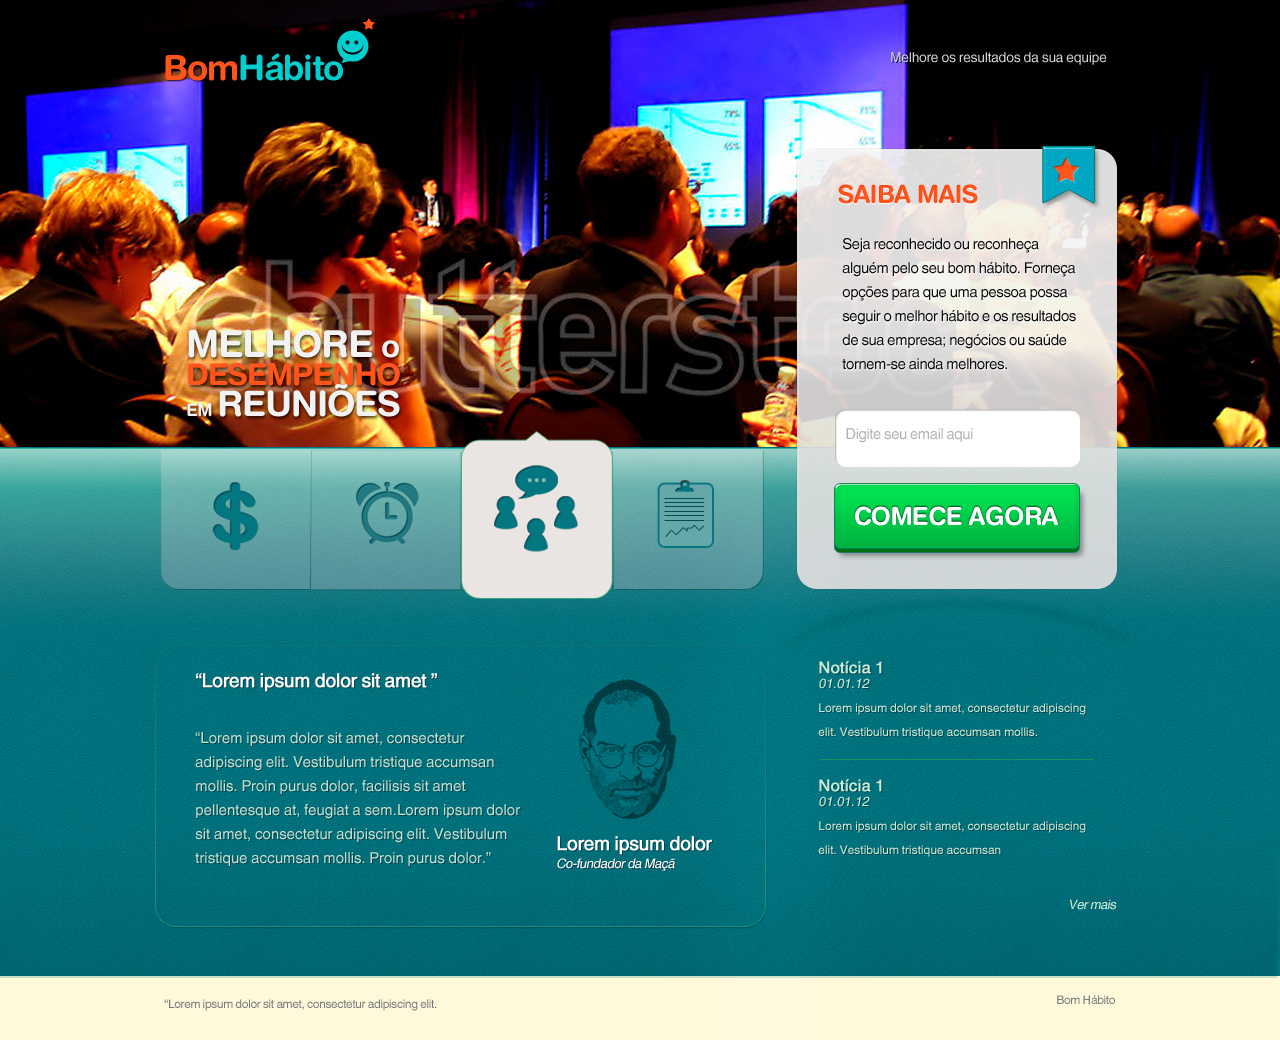 BomHábito
Melhore os resultados da sua equipe
79%
65%
71%
65%
shutterstock
MELHORE o
DESEMPENHO
EM REUNIÕES
SAIBA MAIS
Seja reconhecido ou reconheça
alguém pelo seu bom hábito. Forneça
opções para que uma pessoa possa
seguir o melhor hábito e os resultados
de sua empresa; negócios ou saúde
tornem-se ainda melhores.
Digite seu email aqui
COMECE AGORA
$
“Lorem ipsum dolor sit amet ”
“Lorem ipsum dolor sit amet, consectetur
adipiscing elit. Vestibulum tristique accumsan
mollis. Proin purus dolor, facilisis sit amet
pellentesque at, feugiat a sem.Lorem ipsum dolor
sit amet, consectetur adipiscing elit. Vestibulum
tristique accumsan mollis. Proin purus dolor.”
Lorem ipsum dolor
Co-fundador da Maçã
Notícia 1
01.01.12
Lorem ipsum dolor sit amet, consectetur adipiscing
elit. Vestibulum tristique accumsan mollis.
Notícia 1
01.01.12
Lorem ipsum dolor sit amet, consectetur adipiscing
elit. Vestibulum tristique accumsan
Ver mais
“Lorem ipsum dolor sit amet, consectetur adipiscing elit.
Bom Hábito